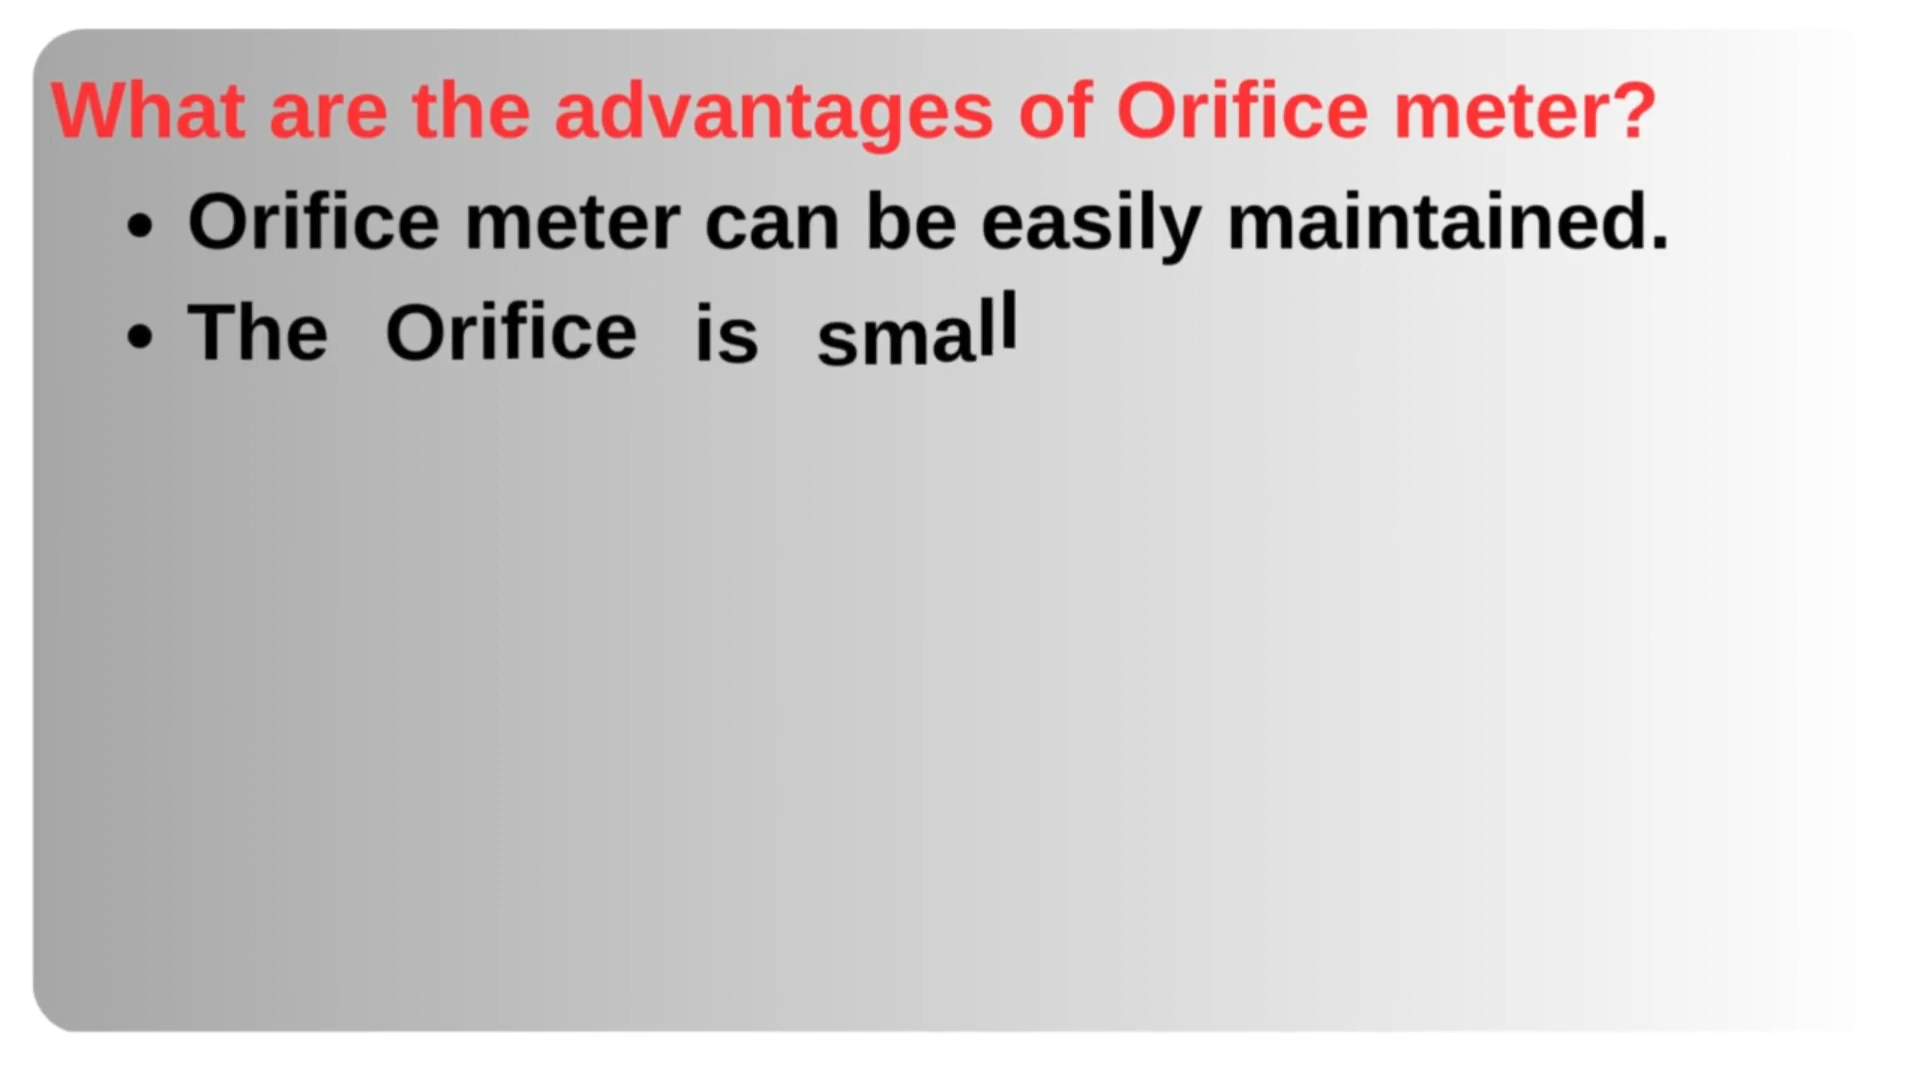 What are the advantages of Orifice meter?
• Orifice meter can be easily maintained.
• The Orifice is small